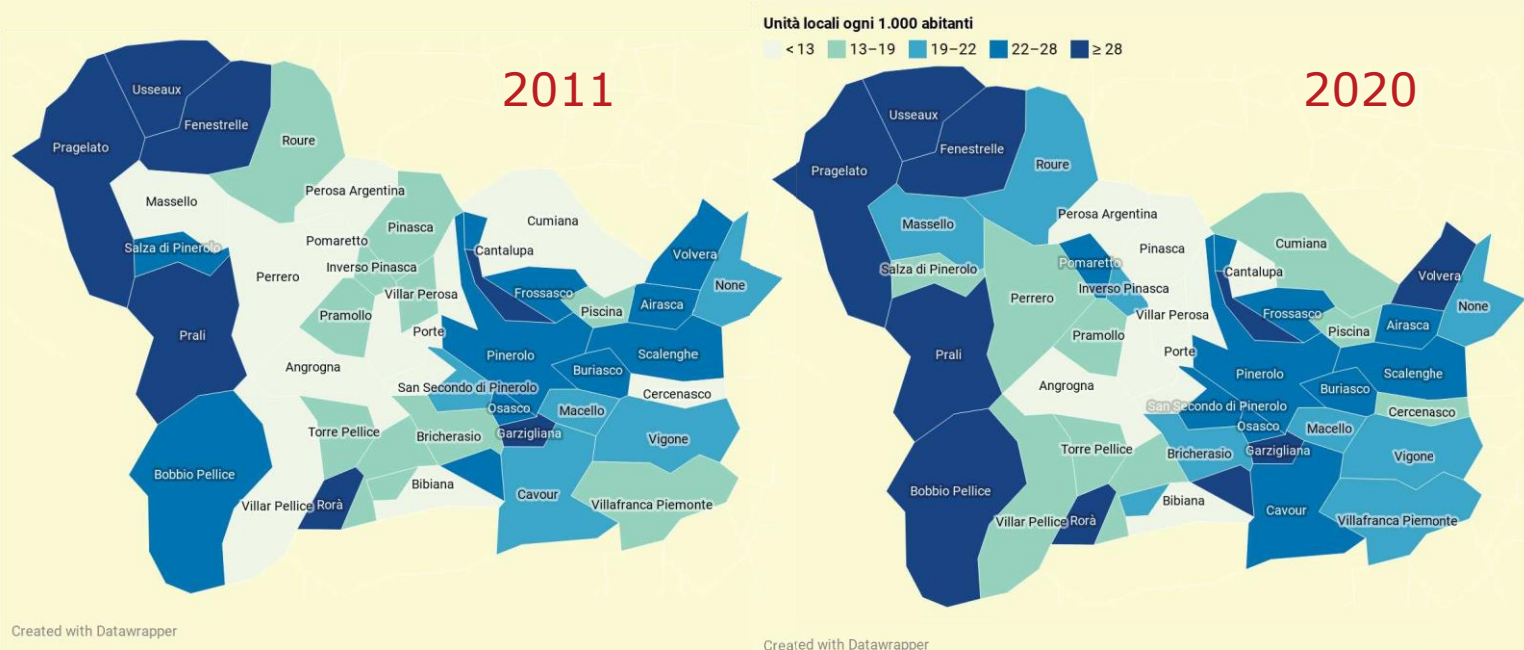 Unità locali ogni 1.000 abitanti
< 13
13–19
19–22
22–28
≥ 28
2011
Usseaux
Fenestrelle
Pragelato
Roure
Massello
Perosa Argentina
Cumiana
Pinasca
Pomaretto
Salza di Pinerolo
Cantalupa
Volvera
Inverso Pinasca
Perrero
None
Villar Perosa
Frossasco
Airasca
Piscina
Pramollo
Porte
Prali
Pinerolo
Scalenghe
Angrogna
Buriasco
San Secondo di Pinerolo
Cercenasco
Osasco
Macello
Torre Pellice
Bricherasio
Garzigliana
Vigone
Bobbio Pellice
Bibiana
Cavour
Villar Pellice
Rorà
Villafranca Piemonte
Created with Datawrapper
2020
Usseaux
Fenestrelle
Pragelato
Roure
Perosa Argentina
Massello
Cumiana
Pinasca
Pomaretto
Salza di Pinerolo
Cantalupa
Volvera
Inverso Pinasca
Perrero
None
Villar Perosa
Frossasco
Airasca
Piscina
Pramollo
Porte
Prali
Pinerolo
Scalenghe
Angrogna
Buriasco
San Secondo di Pinerolo
Cercenasco
Osasco
Macello
Torre Pellice
Bricherasio
Garzigliana
Vigone
Bobbio Pellice
Bibiana
Cavour
Villar Pellice
Rorà
Villafranca Piemonte
Created with Datawrapper